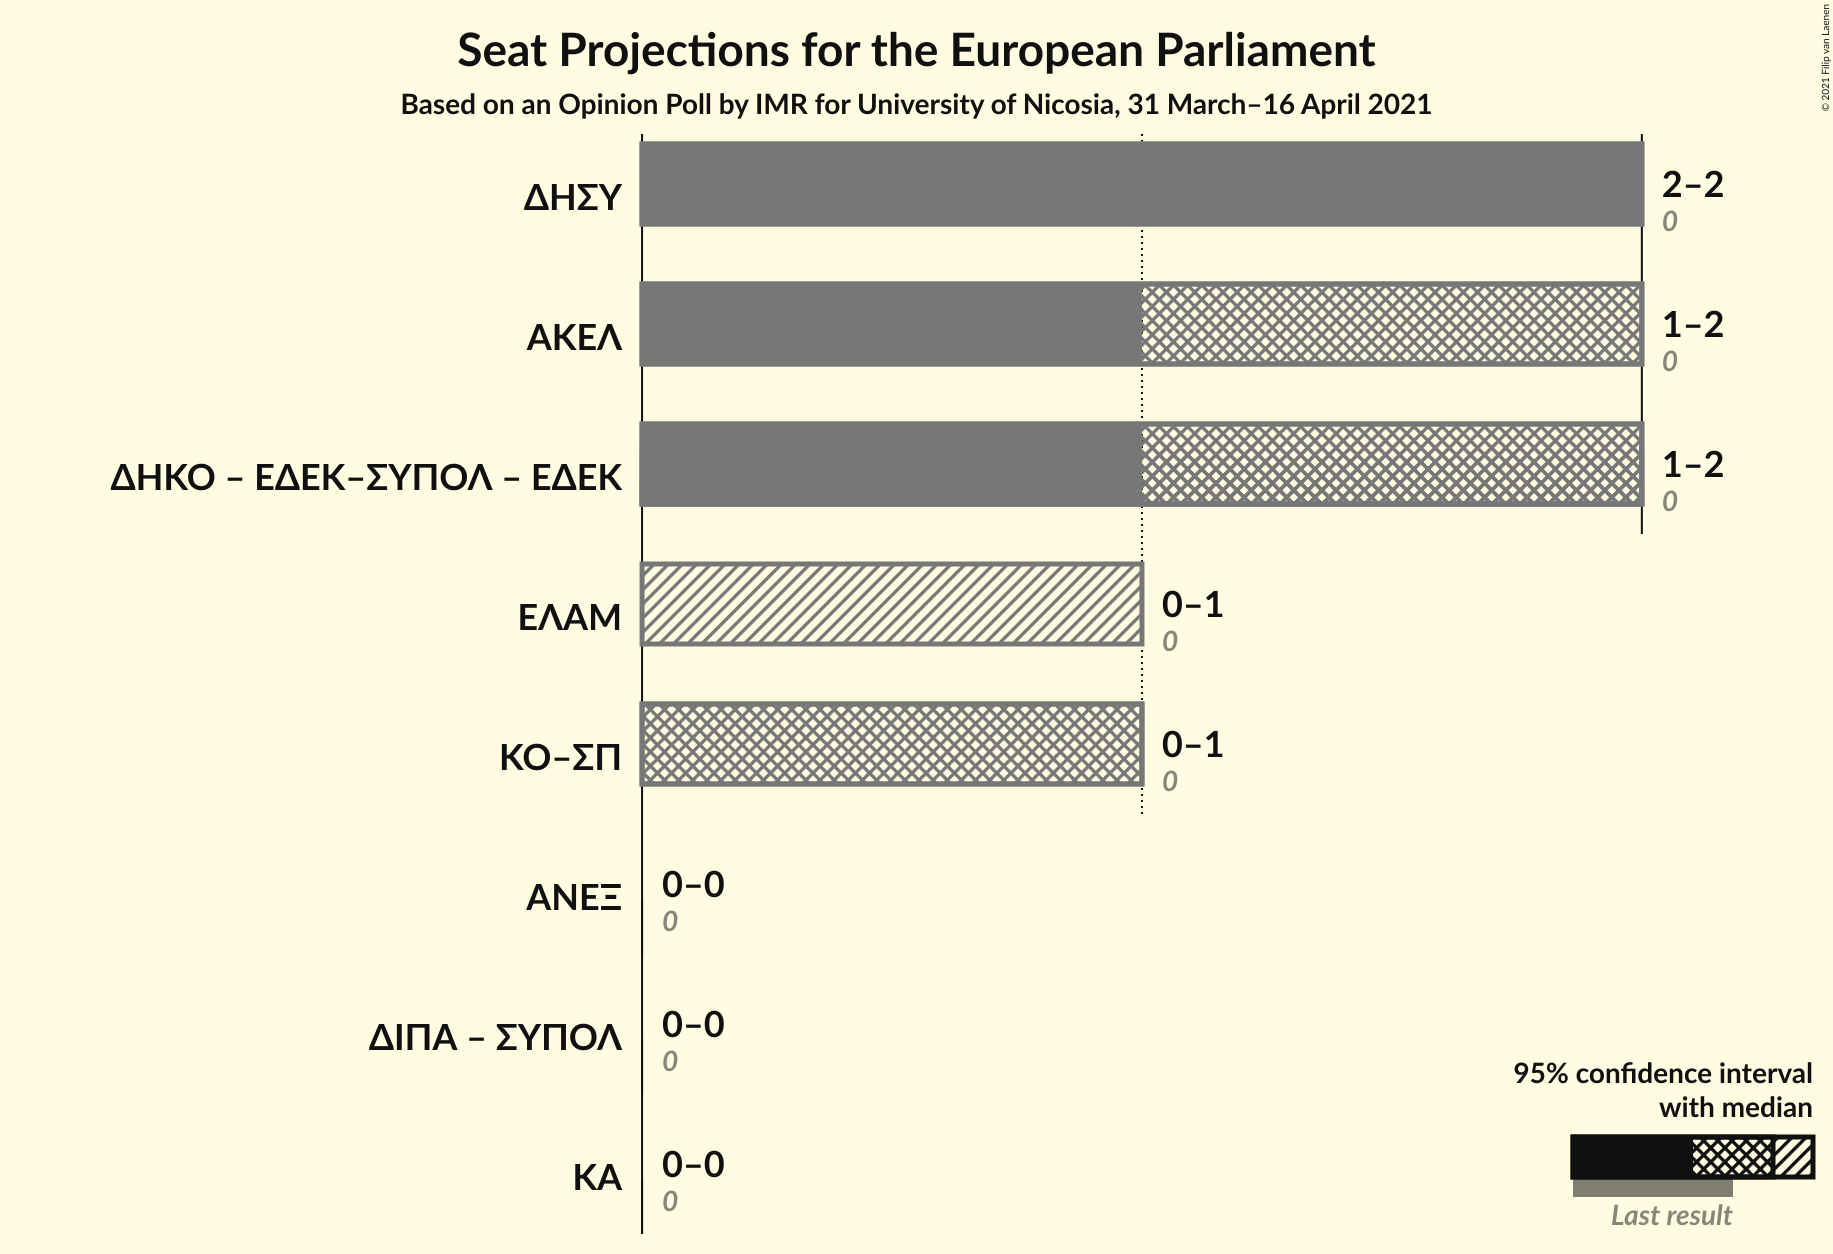 Seat Projections for the European Parliament
Based on an Opinion Poll by IMR for University of Nicosia, 31 March–16 April 2021
© 2021 Filip van Laenen
ΔΗΣΥ
2–2
0
ΑΚΕΛ
1–2
0
ΔΗΚΟ – ΕΔΕΚ–ΣΥΠΟΛ – ΕΔΕΚ
1–2
0
ΕΛΑΜ
0–1
0
ΚΟ–ΣΠ
0–1
0
ΑΝΕΞ
0–0
0
ΔΙΠΑ – ΣΥΠΟΛ
0–0
0
ΚΑ
0–0
0
95% confidence interval
with median
Last result